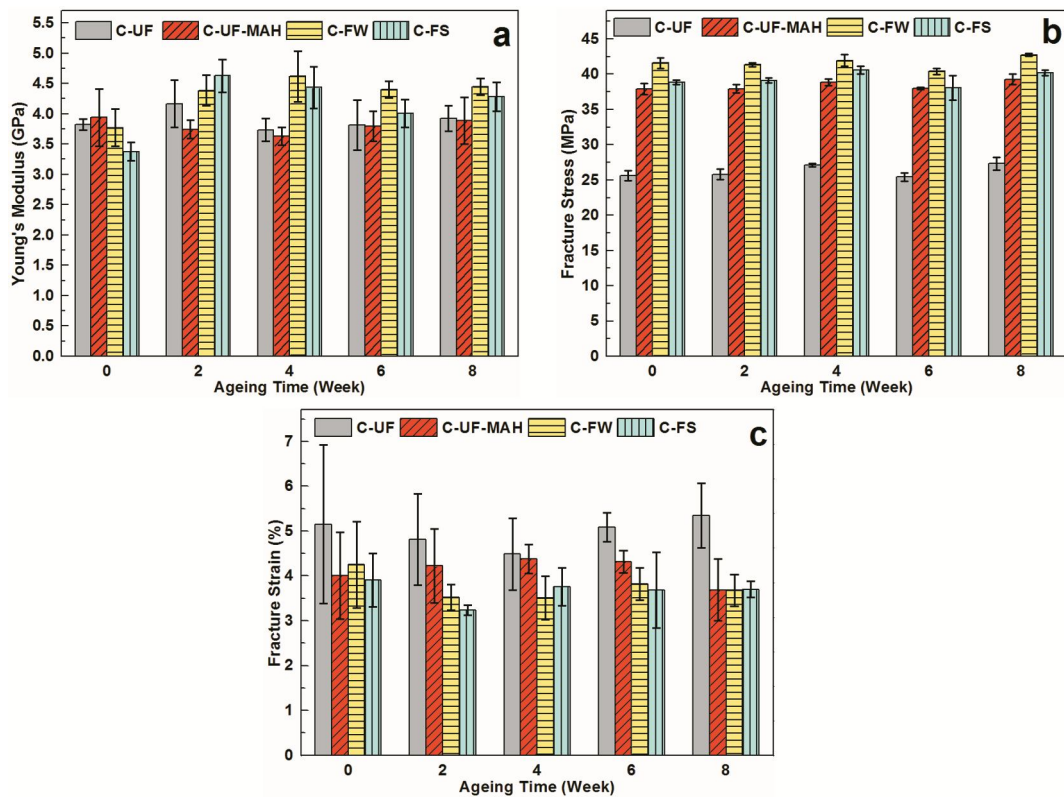 C-UF C-UF-MAH C-FW C-FS
a
5.5
5.0
4.5
4.0
3.5
3.0
2.5
2.0
1.5
1.0
0.5
0.0
Young's Modulus (GPa)
0 2 4 6 8
Ageing Time (Week)
C-UF C-UF-MAH C-FW C-FS
b
45
40
35
30
25
20
15
10
5
0
Fracture Stress (MPa)
0 2 4 6 8
Ageing Time (Week)
C-UF C-UF-MAH C-FW C-FS
c
7
6
5
4
3
2
1
0
Fracture Strain (%)
0 2 4 6 8
Ageing Time (Week)